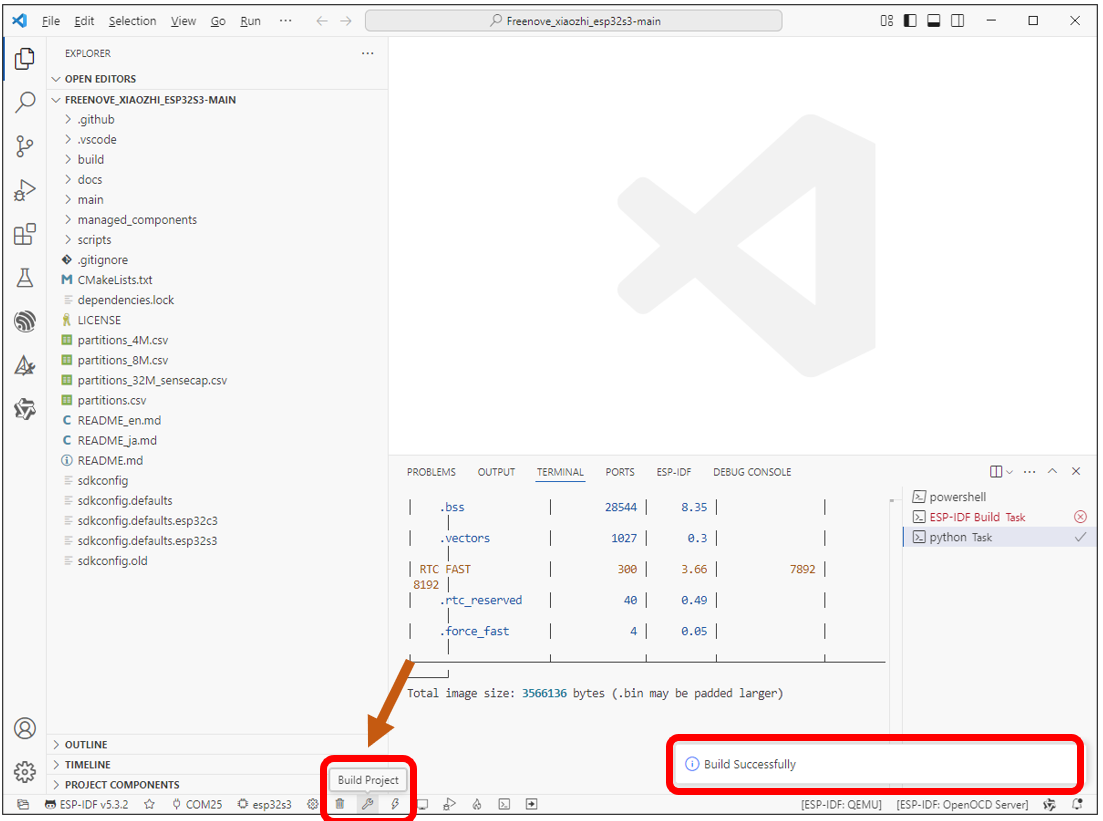 File Edit Selection View Go Run ··· Freenove_xiaozhi_esp32s3-main
EXPLORER
OPEN EDITORS
FREENOVE_XIAOZHI_ESP32S3-MAIN
.github
.vscode
build
docs
main
managed_components
scripts
.gitignore
CMakeLists.txt
dependencies.lock
LICENSE
partitions_4M.csv
partitions_8M.csv
partitions_32M_sensecap.csv
partitions.csv
README_en.md
README_ja.md
README.md
sdkconfig
sdkconfig.defaults
sdkconfig.defaults.esp32c3
sdkconfig.defaults.esp32s3
sdkconfig.old
OUTLINE
TIMELINE
PROJECT COMPONENTS
PROBLEMS OUTPUT TERMINAL PORTS ESP-IDF DEBUG CONSOLE
.bss 28544 8.35
.vectors 1027 0.3
RTC FAST 300 3.66 7892
8192
.rtc_reserved 40 0.49
.force_fast 4 0.05
Total image size: 3566136 bytes (.bin may be padded larger)
powershell
ESP-IDF Build Task
python Task
Build Successfully
Build Project
ESP-IDF v5.3.2 COM25 esp32s3 [ESP-IDF: QEMU] [ESP-IDF: OpenOCD Server]